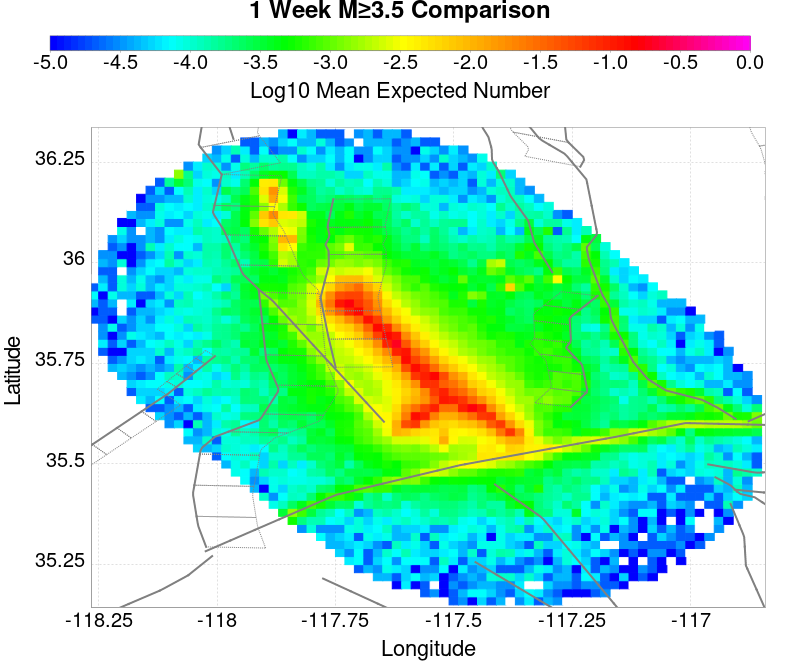 1 Week M≥3.5 Comparison
-5.0 -4.5 -4.0 -3.5 -3.0 -2.5 -2.0 -1.5 -1.0 -0.5 0.0
Log10 Mean Expected Number
36.25
36
35.75
35.5
35.25
Latitude
-118.25 -118 -117.75 -117.5 -117.25 -117
Longitude